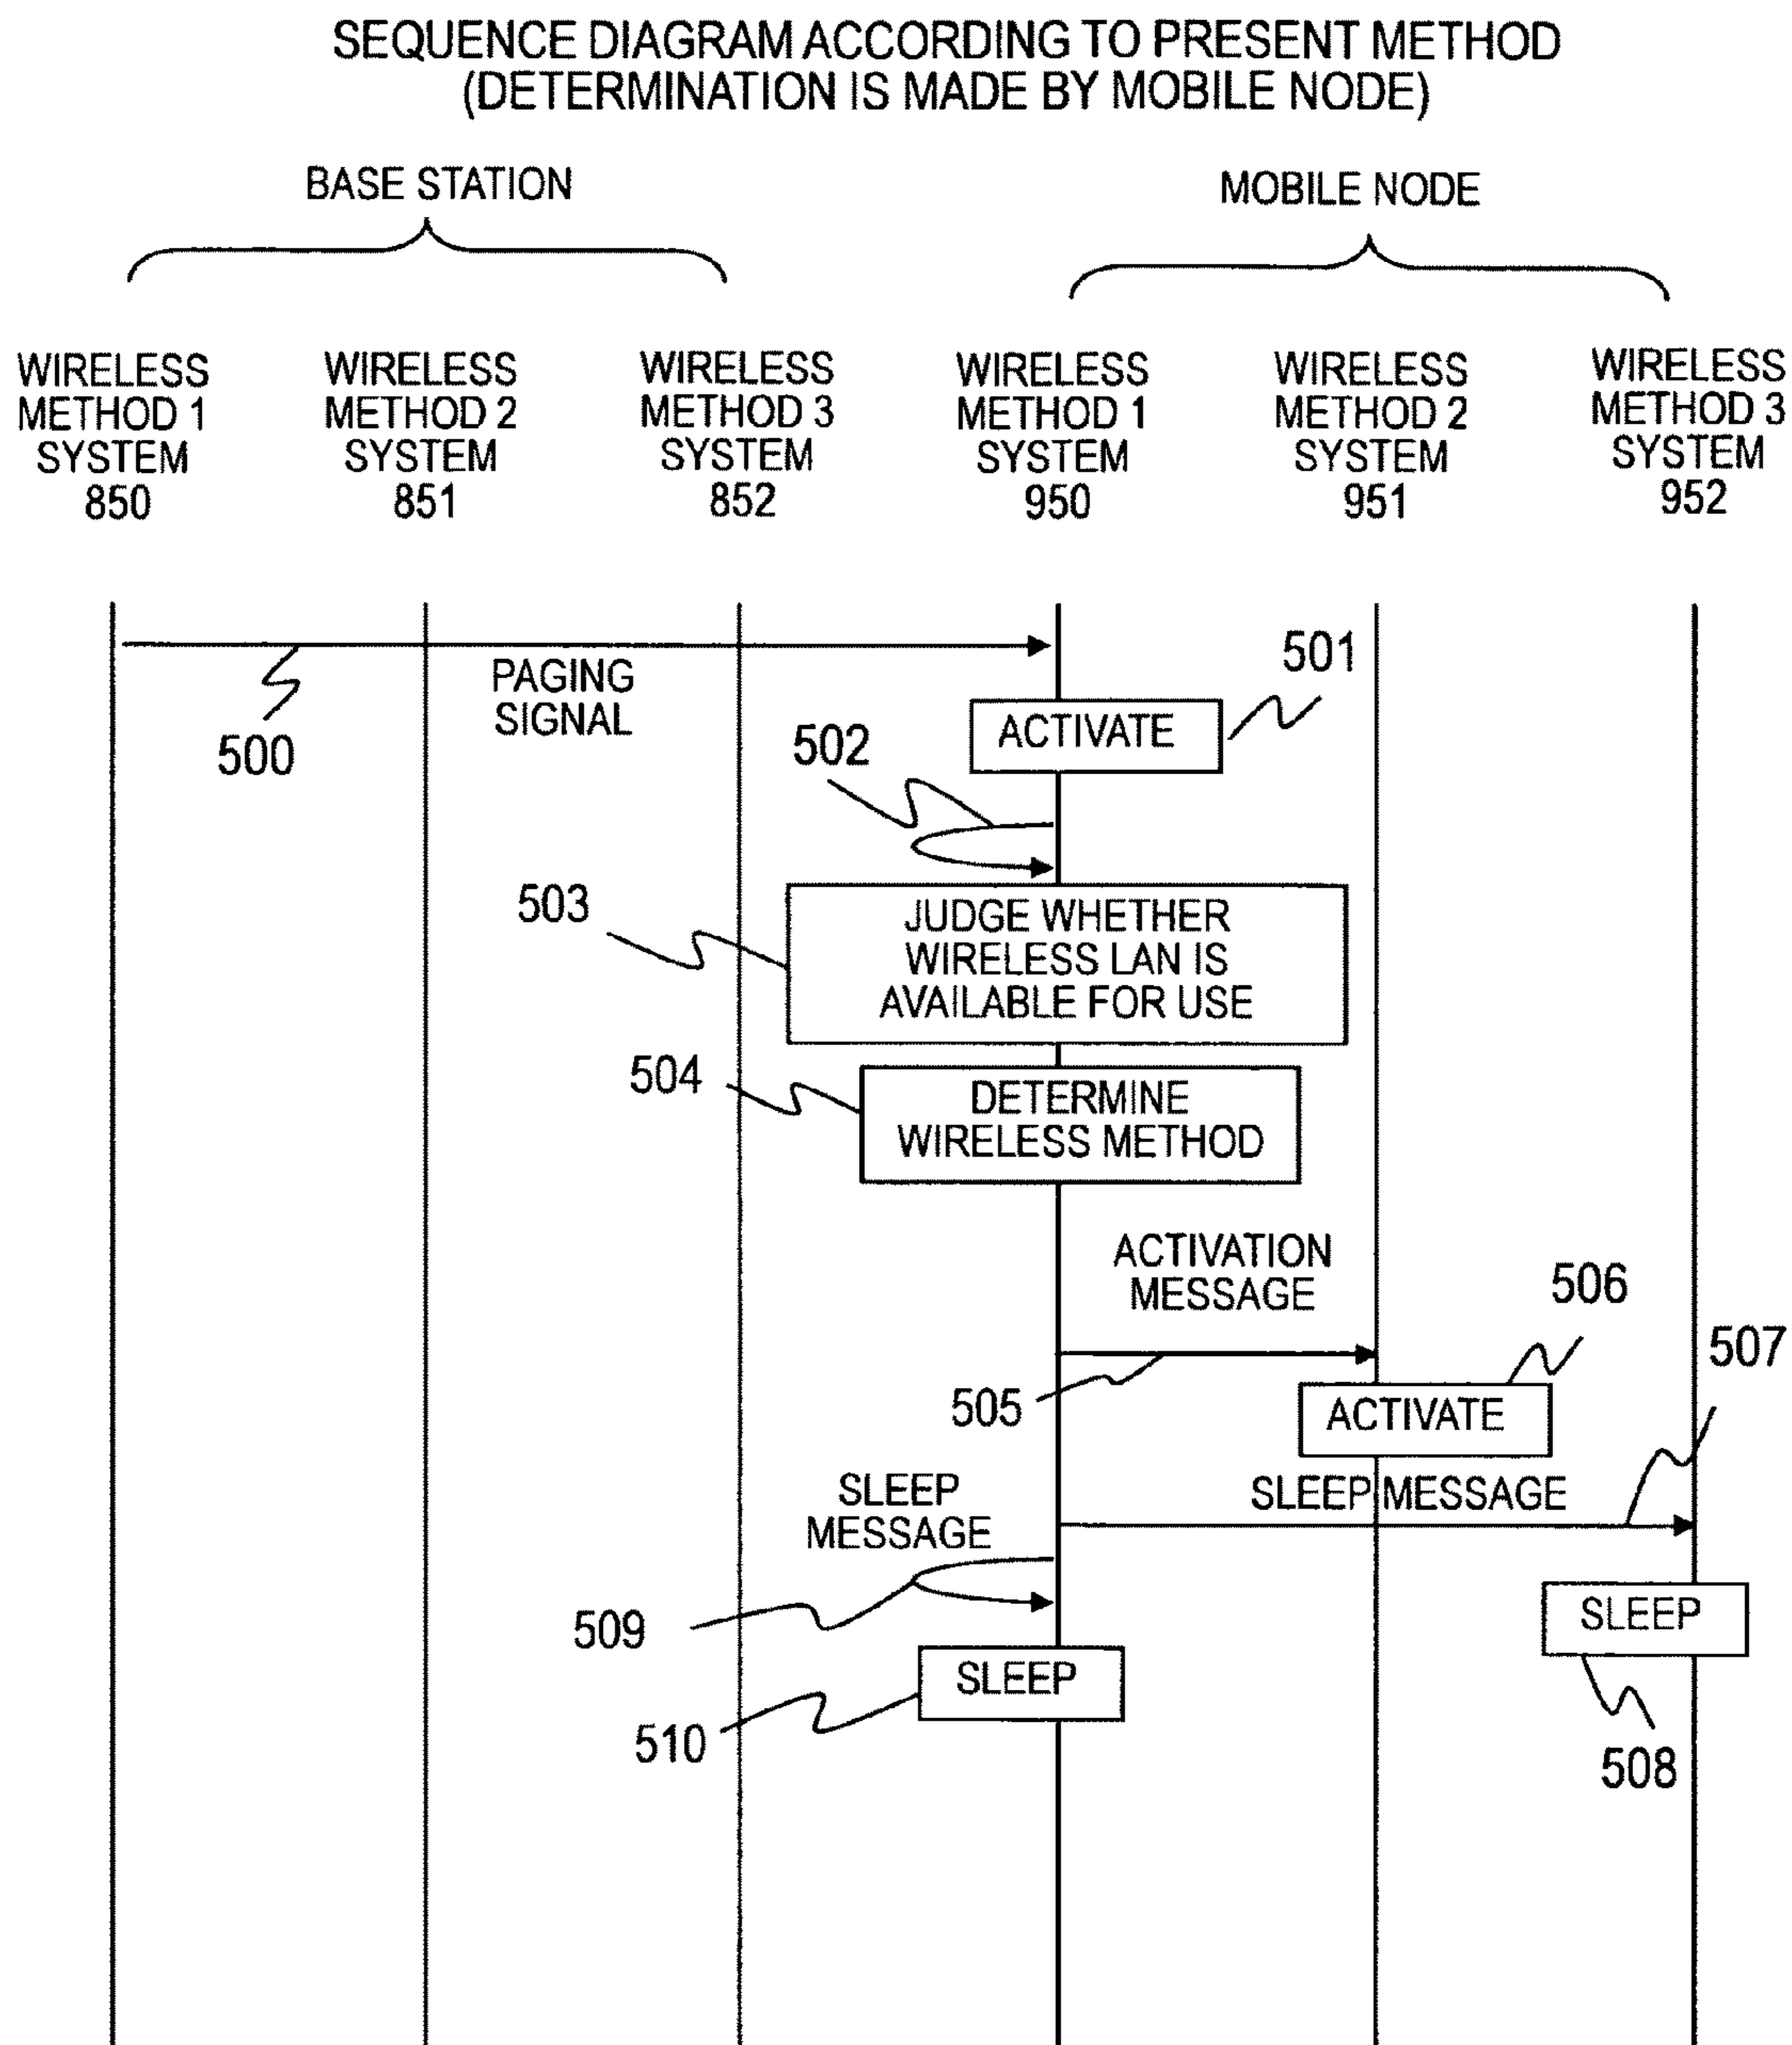 SEQUENCE DIAGRAM ACCORDING TO PRESENT METHOD
(DETERMINATION IS MADE BY MOBILE NODE)
BASE STATION
MOBILE NODE
WIRELESS
METHOD 1
SYSTEM
850
WIRELESS
METHOD 2
SYSTEM
851
WIRELESS
METHOD 3
SYSTEM
852
WIRELESS
METHOD 1
SYSTEM
950
WIRELESS
METHOD 2
SYSTEM
951
WIRELESS
METHOD 3
SYSTEM
952
500
PAGING
SIGNAL
501
ACTIVATE
502
503
JUDGE WHETHER
WIRELESS LAN IS
AVAILABLE FOR USE
504
DETERMINE
WIRELESS METHOD
ACTIVATION
MESSAGE
505
506
ACTIVATE
507
SLEEP MESSAGE
SLEEP
MESSAGE
509
SLEEP
508
SLEEP
510